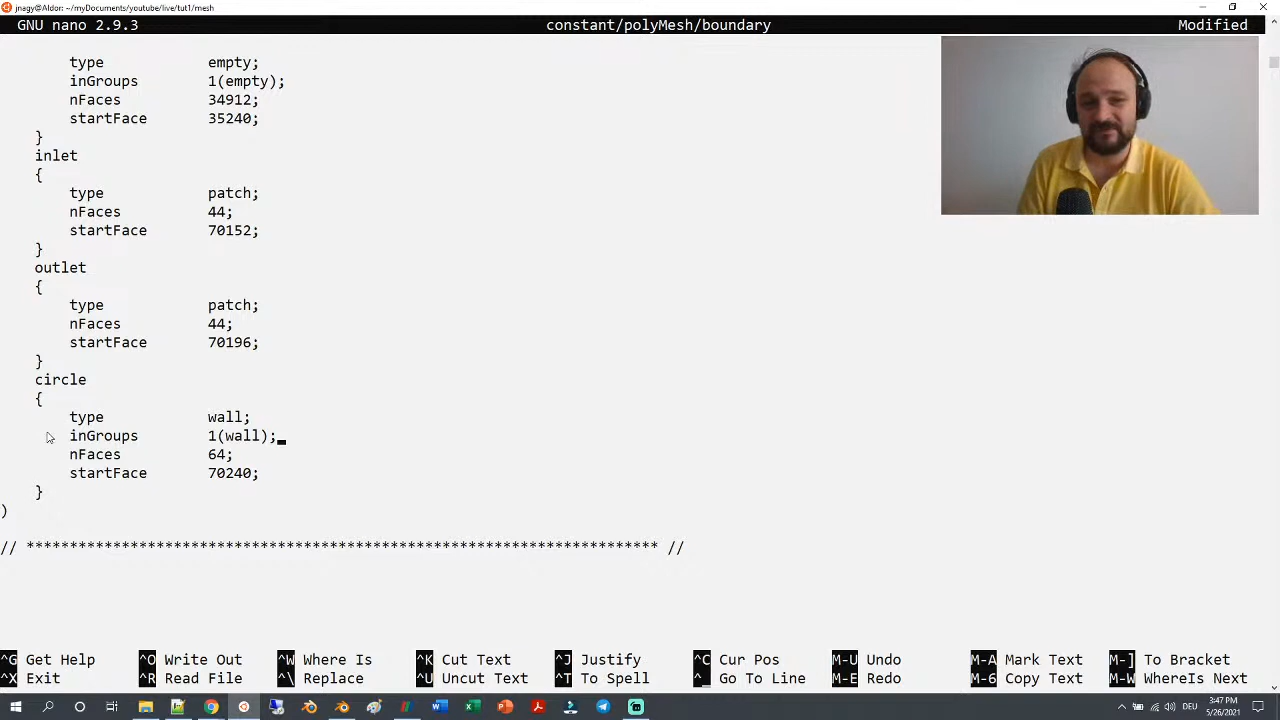 jnagy@Aldor: ~/myDocuments/youtube/live/tut1/mesh
GNU nano 2.9.3 constant/polyMesh/boundary Modified
type empty;
inGroups 1(empty);
nFaces 34912;
startFace 35240;
}
inlet
{
type patch;
nFaces 44;
startFace 70152;
}
outlet
{
type patch;
nFaces 44;
startFace 70196;
}
circle
{
type wall;
inGroups 1(wall);
nFaces 64;
startFace 70240;
}
)
// ************************************************************************* //
^G Get Help ^O Write Out ^W Where Is ^K Cut Text ^J Justify ^C Cur Pos M-U Undo M-A Mark Text M-] To Bracket
^X Exit ^R Read File ^\ Replace ^U Uncut Text ^T To Spell ^_ Go To Line M-E Redo M-6 Copy Text M-W WhereIs Next
DEU 3:47 PM
5/26/2021